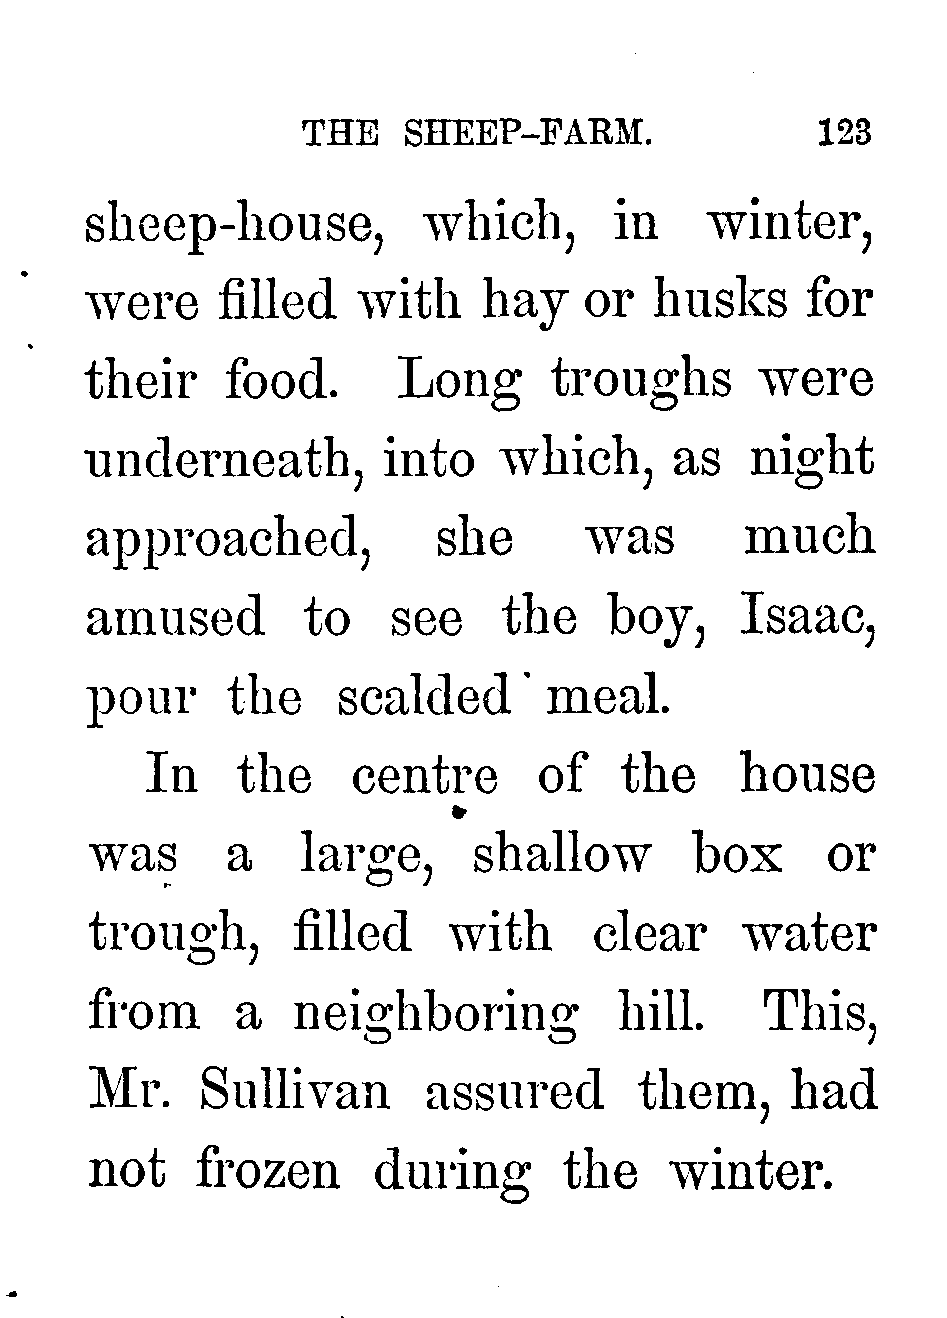 THE SHEEP-FARM. 123
sheep-house, which, in winter,
were filled with hay or husks for
their food. Long troughs were
underneath, into which, as night
approached, she was much
amused to see the boy, Isaac,
pour the scalded meal.
In the centre of the house
was a large, shallow box or
trough, filled with clear water
from a neighboring hill. This,
Mr. Sullivan assured them, had
not frozen during the winter.